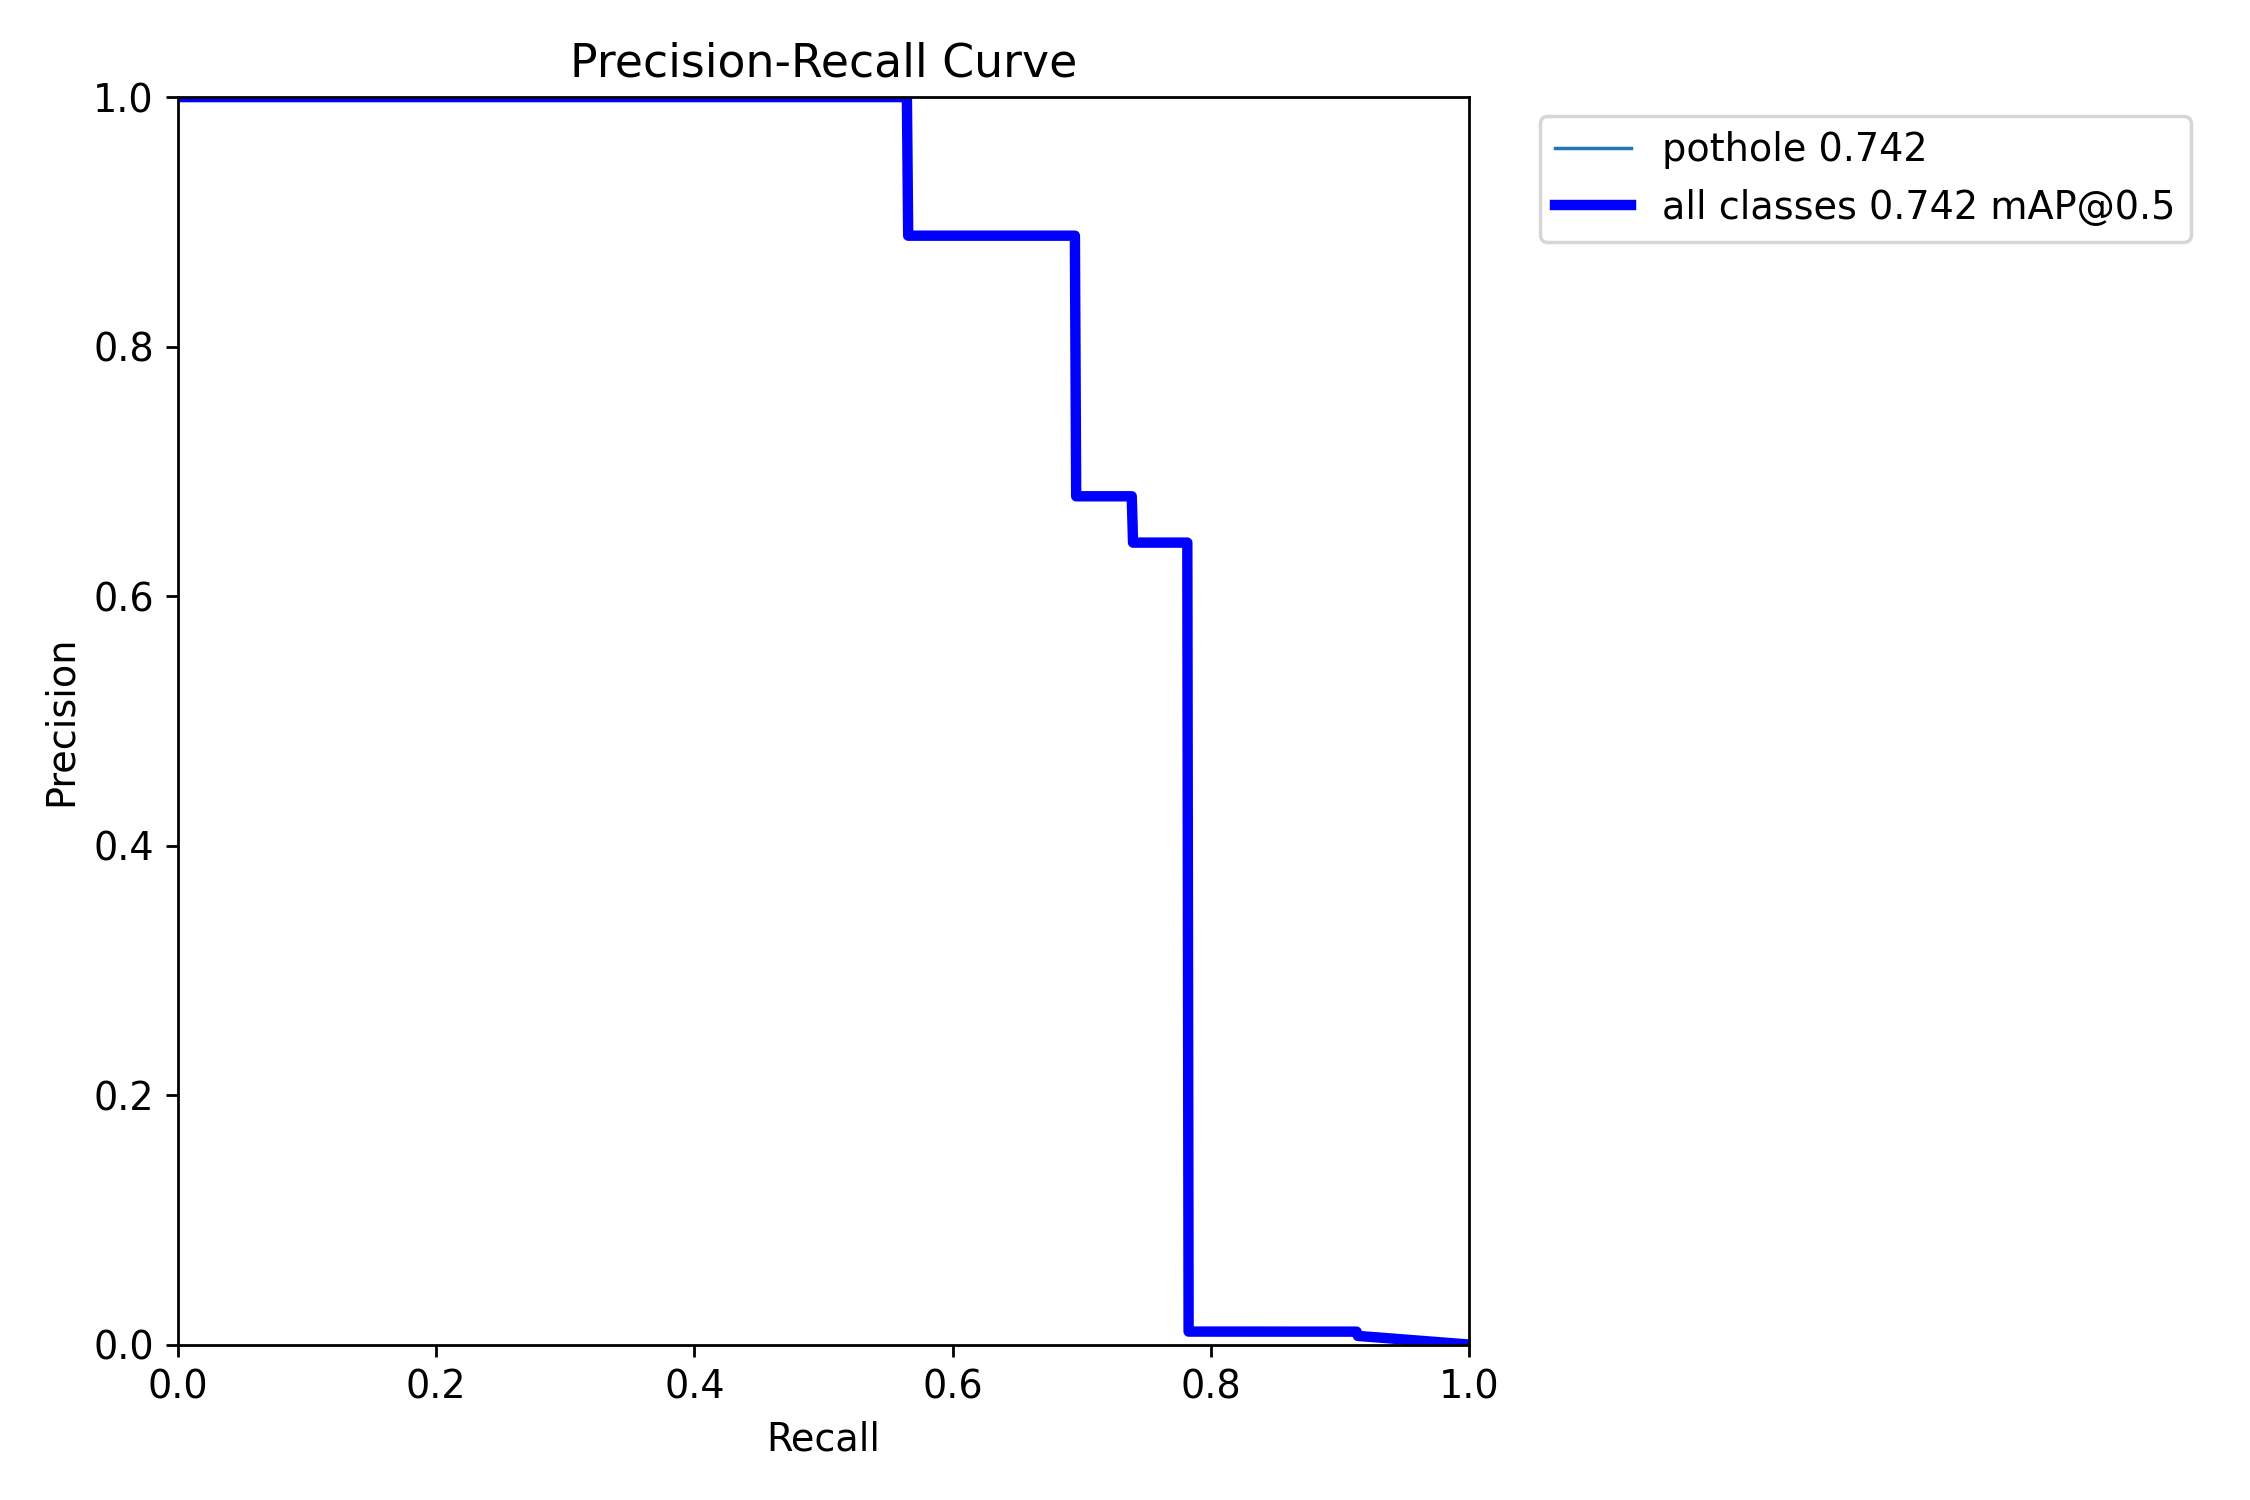 Precision-Recall Curve
pothole 0.742
all classes 0.742 mAP@0.5
1.0
0.8
0.6
0.4
0.2
0.0
Precision
0.0 0.2 0.4 0.6 0.8 1.0
Recall